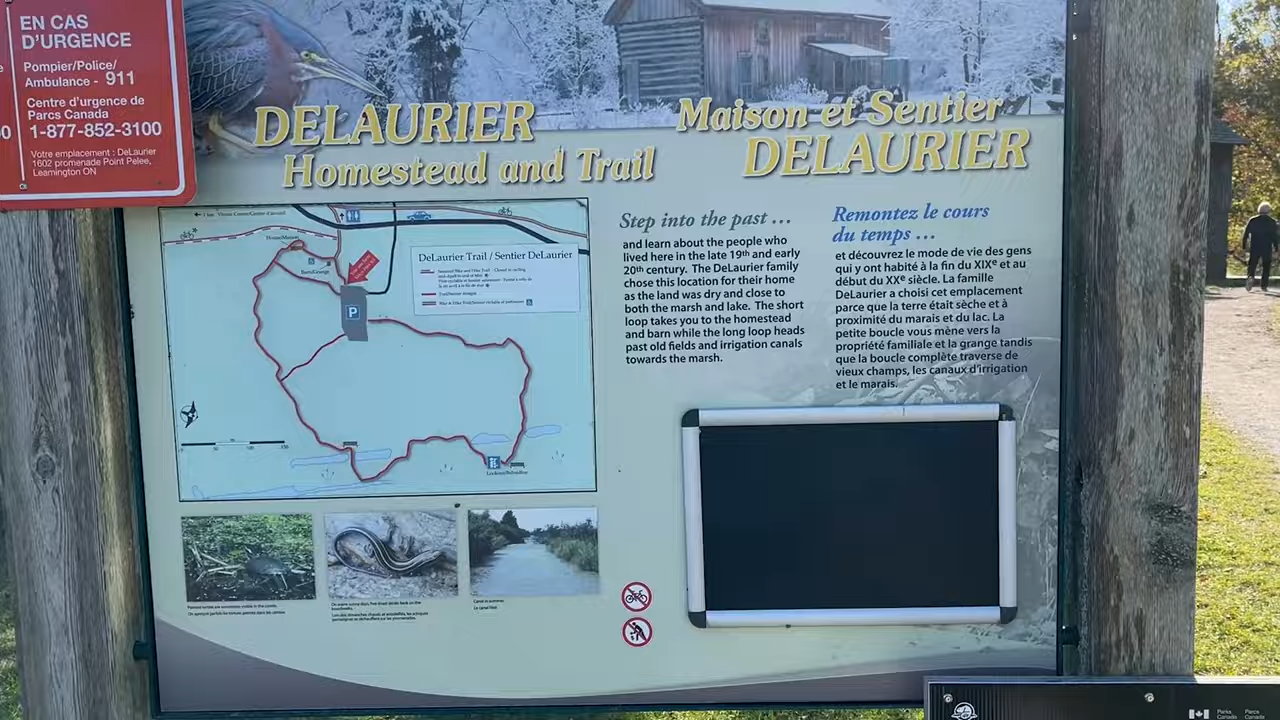 EN CAS
D'URGENCE
Pompier/Police/
Ambulance - 911
Centre d'urgence de
Parcs Canada
1-877-852-3100
Votre emplacement : DeLaurier
1602 promenade Point Pelee,
Leamington ON
DELAURIER
Homestead and Trail
Maison et Sentier
DELAURIER
DeLaurier Trail / Sentier DeLaurier
P
Step into the past ...
and learn about the people who
lived here in the late 19th and early
20th century. The DeLaurier family
chose this location for their home
as the land was dry and close to
both the marsh and lake. The short
loop takes you to the homestead
and barn while the long loop heads
past old fields and irrigation canals
towards the marsh.
Remontez le cours
du temps ...
et découvrez le mode de vie des gens
qui y ont habité à la fin du XIXe et au
début du XXe siècle. La famille
DeLaurier a choisi cet emplacement
parce que la terre était sèche et à
proximité du marais et du lac. La
petite boucle vous mène vers la
propriété familiale et la grange tandis
que la boucle complète traverse de
vieux champs, les canaux d'irrigation
et le marais.
Parks Canada
Parcs Canada